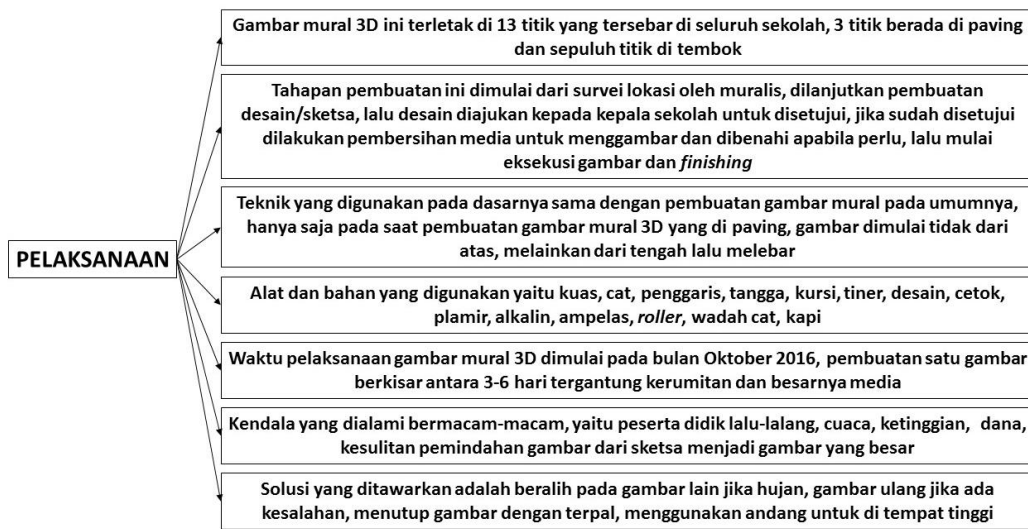 Gambar mural 3D ini terletak di 13 titik yang tersebar di seluruh sekolah, 3 titik berada di paving
dan sepuluh titik di tembok
Tahapan pembuatan ini dimulai dari survei lokasi oleh muralis, dilanjutkan pembuatan
desain/sketsa, lalu desain diajukan kepada kepala sekolah untuk disetujui, jika sudah disetujui
dilakukan pembersihan media untuk menggambar dan dibenahi apabila perlu, lalu mulai
eksekusi gambar dan finishing
Teknik yang digunakan pada dasarnya sama dengan pembuatan gambar mural pada umumnya,
hanya saja pada saat pembuatan gambar mural 3D yang di paving, gambar dimulai tidak dari
atas, melainkan dari tengah lalu melebar
PELAKSANAAN
Alat dan bahan yang digunakan yaitu kuas, cat, penggaris, tangga, kursi, tiner, desain, cetok,
plamir, alkalin, ampelas, roller, wadah cat, kapi
Waktu pelaksanaan gambar mural 3D dimulai pada bulan Oktober 2016, pembuatan satu gambar
berkisar antara 3-6 hari tergantung kerumitan dan besarnya media
Kendala yang dialami bermacam-macam, yaitu peserta didik lalu-lalang, cuaca, ketinggian, dana,
kesulitan pemindahan gambar dari sketsa menjadi gambar yang besar
Solusi yang ditawarkan adalah beralih pada gambar lain jika hujan, gambar ulang jika ada
kesalahan, menutup gambar dengan terpal, menggunakan andang untuk di tempat tinggi